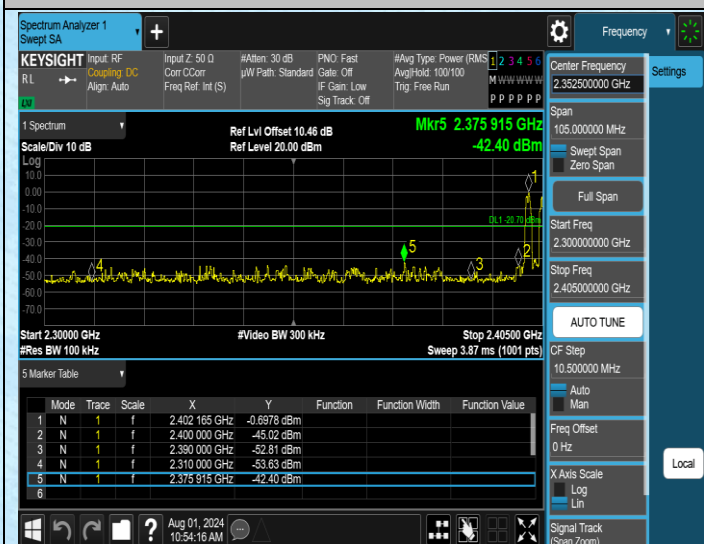 Spectrum Analyzer 1
Swept SA
Frequency
KEYSIGHT
RL
Input: RF
Coupling: DC
Align: Auto
Input Z: 50 Ω
Corr CCorr
Freq Ref: Int (S)
#Atten: 30 dB
µW Path: Standard
PNO: Fast
Gate: Off
IF Gain: Low
Sig Track: Off
#Avg Type: Power (RMS
Avg|Hold: 100/100
Trig: Free Run
1 2 3 4 5 6
M W W W W W
P P P P P P
1 Spectrum
Scale/Div 10 dB
Ref Lvl Offset 10.46 dB
Ref Level 20.00 dBm
Mkr5 2.375 915 GHz
-42.40 dBm
Log
10.0
0.00
-10.0
-20.0
-30.0
-40.0
-50.0
-60.0
-70.0
DL1 -20.70 dBm
1
2
3
4
5
Start 2.30000 GHz
#Video BW 300 kHz
Stop 2.40500 GHz
#Res BW 100 kHz
Sweep 3.87 ms (1001 pts)
5 Marker Table
Mode Trace Scale X Y Function Function Width Function Value
1 N 1 f 2.402 165 GHz -0.6978 dBm
2 N 1 f 2.400 000 GHz -45.02 dBm
3 N 1 f 2.390 000 GHz -52.81 dBm
4 N 1 f 2.310 000 GHz -53.63 dBm
5 N 1 f 2.375 915 GHz -42.40 dBm
6
Center Frequency
2.352500000 GHz
Settings
Span
105.000000 MHz
Swept Span
Zero Span
Full Span
Start Freq
2.300000000 GHz
Stop Freq
2.405000000 GHz
AUTO TUNE
CF Step
10.500000 MHz
Auto
Man
Freq Offset
0 Hz
X Axis Scale
Log
Lin
Local
Signal Track
(Span Zoom)
?
Aug 01, 2024
10:54:16 AM